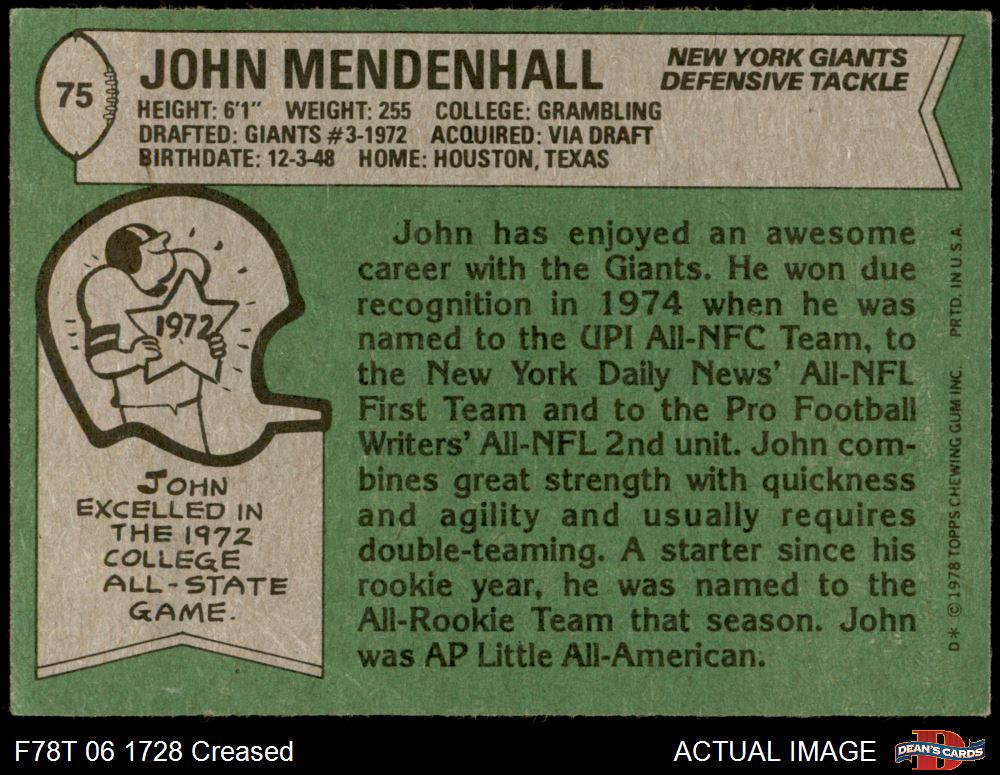 75
JOHN MENDENHALL
NEW YORK GIANTS
DEFENSIVE TACKLE
HEIGHT: 6'1" WEIGHT: 255 COLLEGE: GRAMBLING
DRAFTED: GIANTS #3-1972 ACQUIRED: VIA DRAFT
BIRTHDATE: 12-3-48 HOME: HOUSTON, TEXAS
1972
JOHN
EXCELLED IN
THE 1972
COLLEGE
ALL-STATE
GAME.
John has enjoyed an awesome
career with the Giants. He won due
recognition in 1974 when he was
named to the UPI All-NFC Team, to
the New York Daily News' All-NFL
First Team and to the Pro Football
Writers' All-NFL 2nd unit. John com-
bines great strength with quickness
and agility and usually requires
double-teaming. A starter since his
rookie year, he was named to the
All-Rookie Team that season. John
was AP Little All-American.
D* © 1978 TOPPS CHEWING GUM INC. PRTD. IN U.S.A.
F78T 06 1728 Creased
ACTUAL IMAGE
D
DEAN'S CARDS